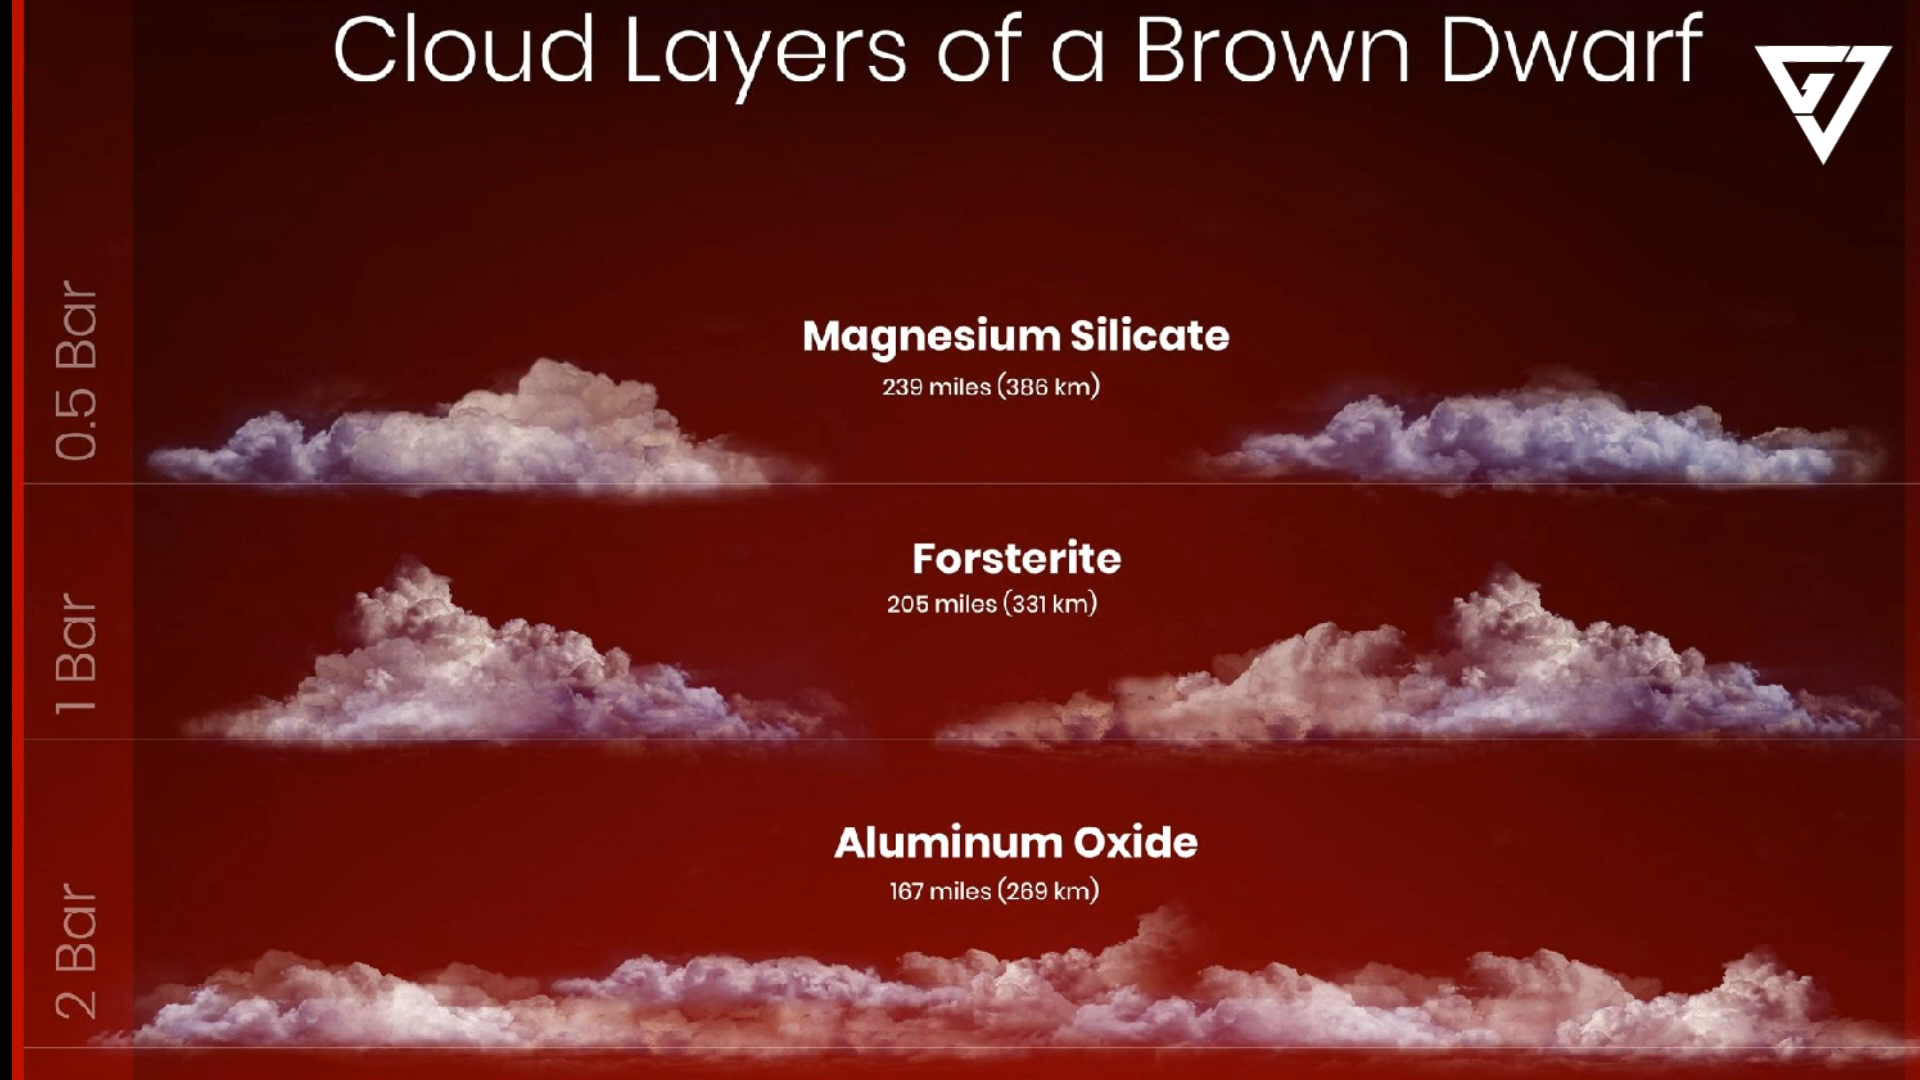 Cloud Layers of a Brown Dwarf
0.5 Bar
Magnesium Silicate
239 miles (386 km)
1 Bar
Forsterite
205 miles (331 km)
2 Bar
Aluminum Oxide
167 miles (269 km)